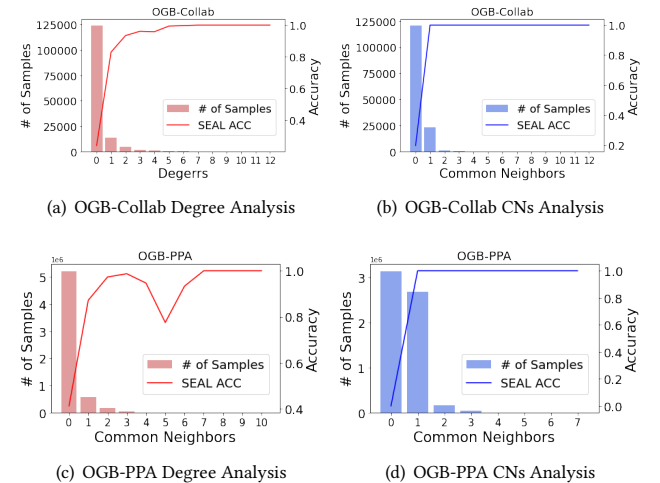 OGB-Collab
125000
100000
75000
50000
25000
0
# of Samples
1.0
0.8
0.6
0.4
Accuracy
# of Samples
SEAL ACC
0 1 2 3 4 5 6 7 8 9 10 11 12
Degerrs
(a) OGB-Collab Degree Analysis
OGB-Collab
125000
100000
75000
50000
25000
0
# of Samples
1.0
0.8
0.6
0.4
0.2
Accuracy
# of Samples
SEAL ACC
0 1 2 3 4 5 6 7 8 9 10 11 12
Common Neighbors
(b) OGB-Collab CNs Analysis
OGB-PPA
1e6
5
4
3
2
1
0
# of Samples
1.0
0.8
0.6
0.4
Accuracy
# of Samples
SEAL ACC
0 1 2 3 4 5 6 7 8 9 10
Common Neighbors
(c) OGB-PPA Degree Analysis
OGB-PPA
1e6
3
2
1
0
# of Samples
1.0
0.8
0.6
0.4
0.2
0.0
Accuracy
# of Samples
SEAL ACC
0 1 2 3 4 5 6 7
Common Neighbors
(d) OGB-PPA CNs Analysis